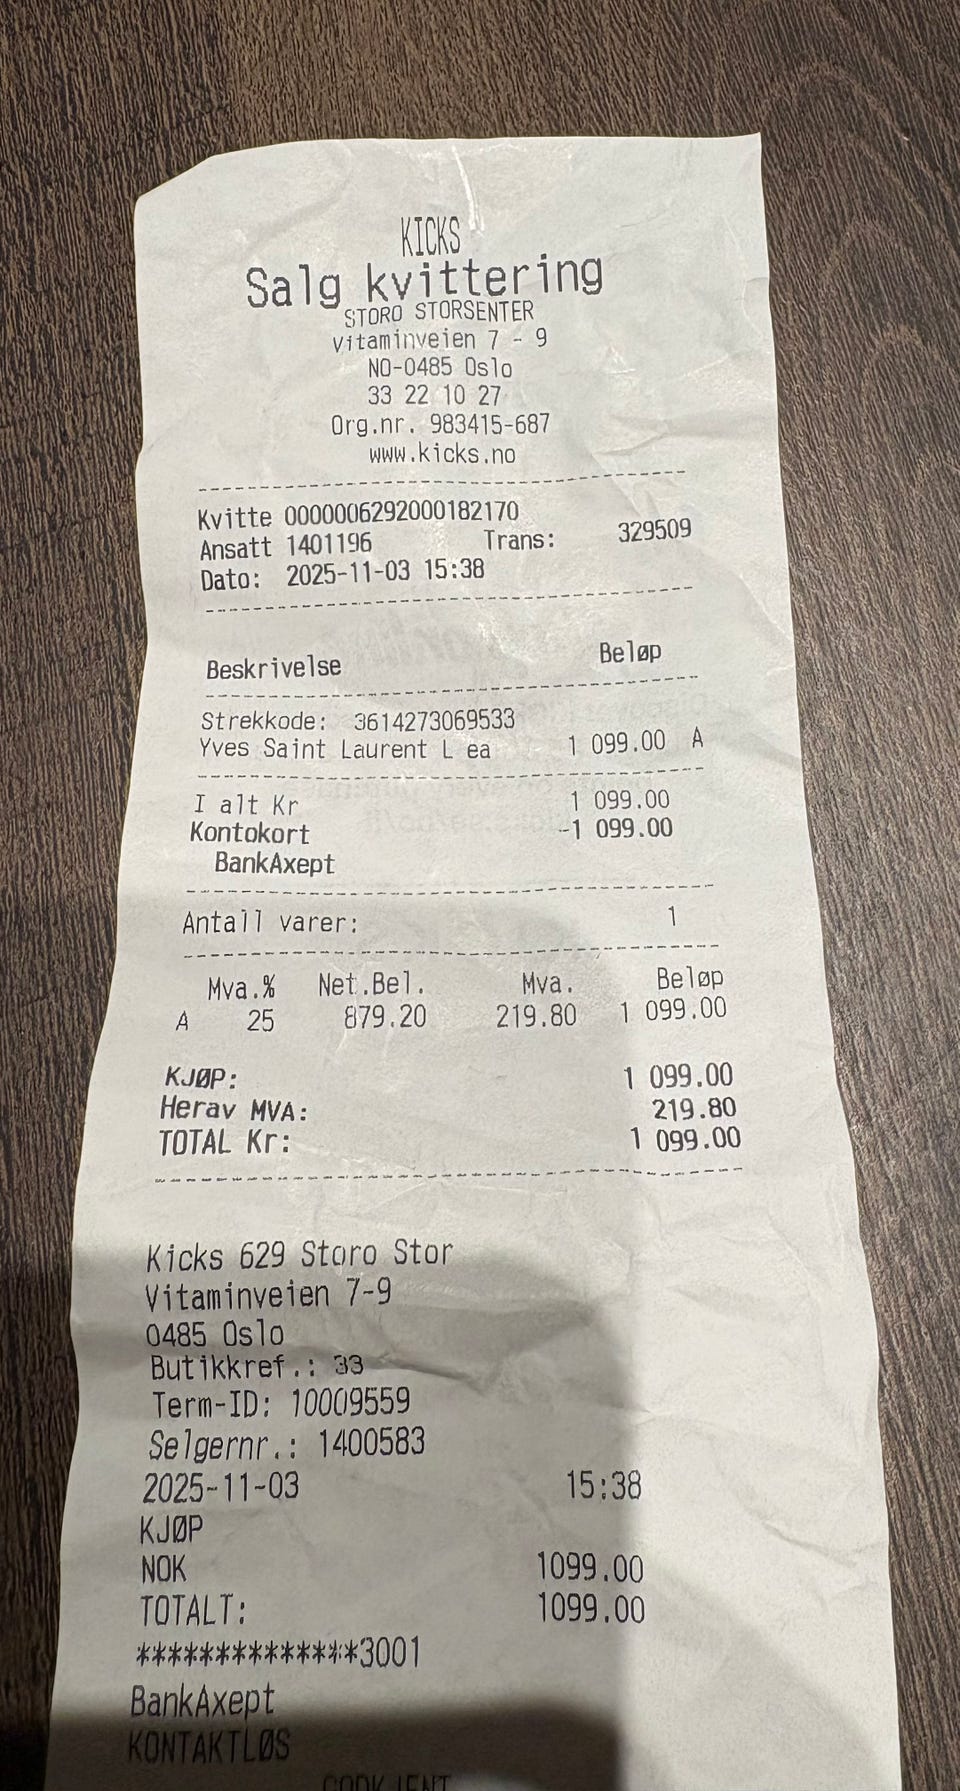 KICKS
Salg kvittering
STORO STORSENTER
Vitaminveien 7 - 9
NO-0485 Oslo
33 22 10 27
Org.nr. 983415-687
www.kicks.no
Kvitte 0000006292000182170
Ansatt 1401196 Trans: 329509
Dato: 2025-11-03 15:38
Beskrivelse Beløp
Strekkode: 3614273069533
Yves Saint Laurent L ea 1 099.00 A
I alt Kr 1 099.00
Kontokort -1 099.00
BankAxept
Antall varer: 1
Mva.% Net.Bel. Mva. Beløp
A 25 879.20 219.80 1 099.00
KJØP: 1 099.00
Herav MVA: 219.80
TOTAL Kr: 1 099.00
Kicks 629 Storo Stor
Vitaminveien 7-9
0485 Oslo
Butikkref.: 33
Term-ID: 10009559
Selgernr.: 1400583
2025-11-03 15:38
KJØP
NOK 1099.00
TOTALT: 1099.00
**************3001
BankAxept
KONTAKTLØS